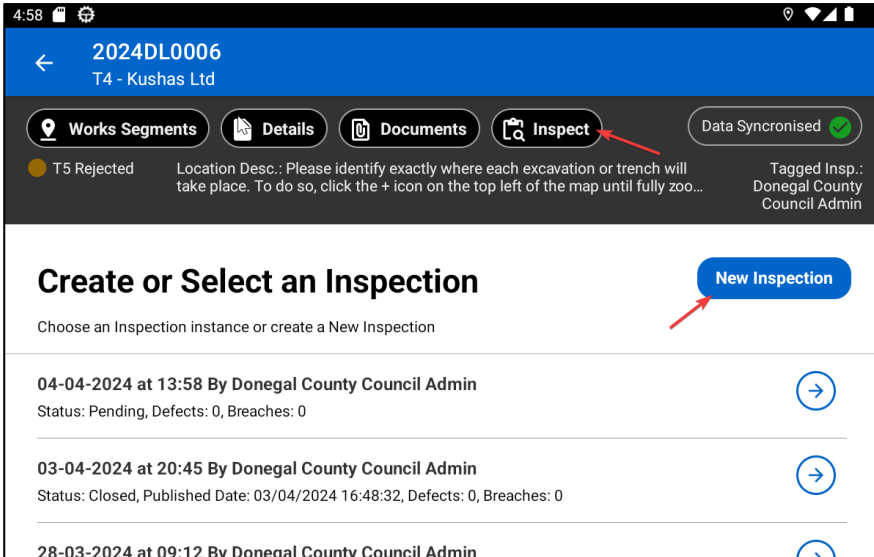 4:58
2024DL0006
T4 - Kushas Ltd
Works Segments
Details
Documents
Inspect
Data Syncronised
T5 Rejected
Location Desc.: Please identify exactly where each excavation or trench will
take place. To do so, click the + icon on the top left of the map until fully zoo...
Tagged Insp.:
Donegal County
Council Admin
Create or Select an Inspection
New Inspection
Choose an Inspection instance or create a New Inspection
04-04-2024 at 13:58 By Donegal County Council Admin
Status: Pending, Defects: 0, Breaches: 0
03-04-2024 at 20:45 By Donegal County Council Admin
Status: Closed, Published Date: 03/04/2024 16:48:32, Defects: 0, Breaches: 0
28-03-2024 at 09:12 By Donegal County Council Admin